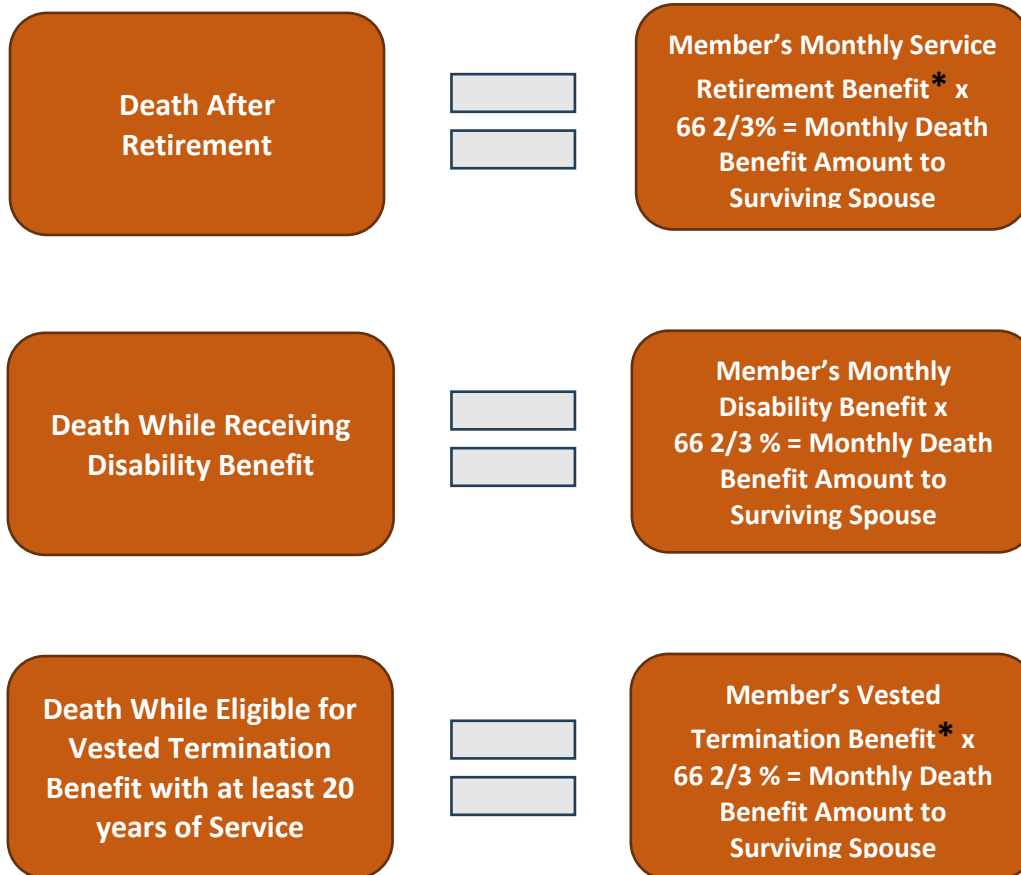 Death After
Retirement
Member’s Monthly Service
Retirement Benefit* x
66 2/3% = Monthly Death
Benefit Amount to
Surviving Spouse
Death While Receiving
Disability Benefit
Member’s Monthly
Disability Benefit x
66 2/3 % = Monthly Death
Benefit Amount to
Surviving Spouse
Death While Eligible for
Vested Termination
Benefit with at least 20
years of Service
Member’s Vested
Termination Benefit* x
66 2/3 % = Monthly Death
Benefit Amount to
Surviving Spouse